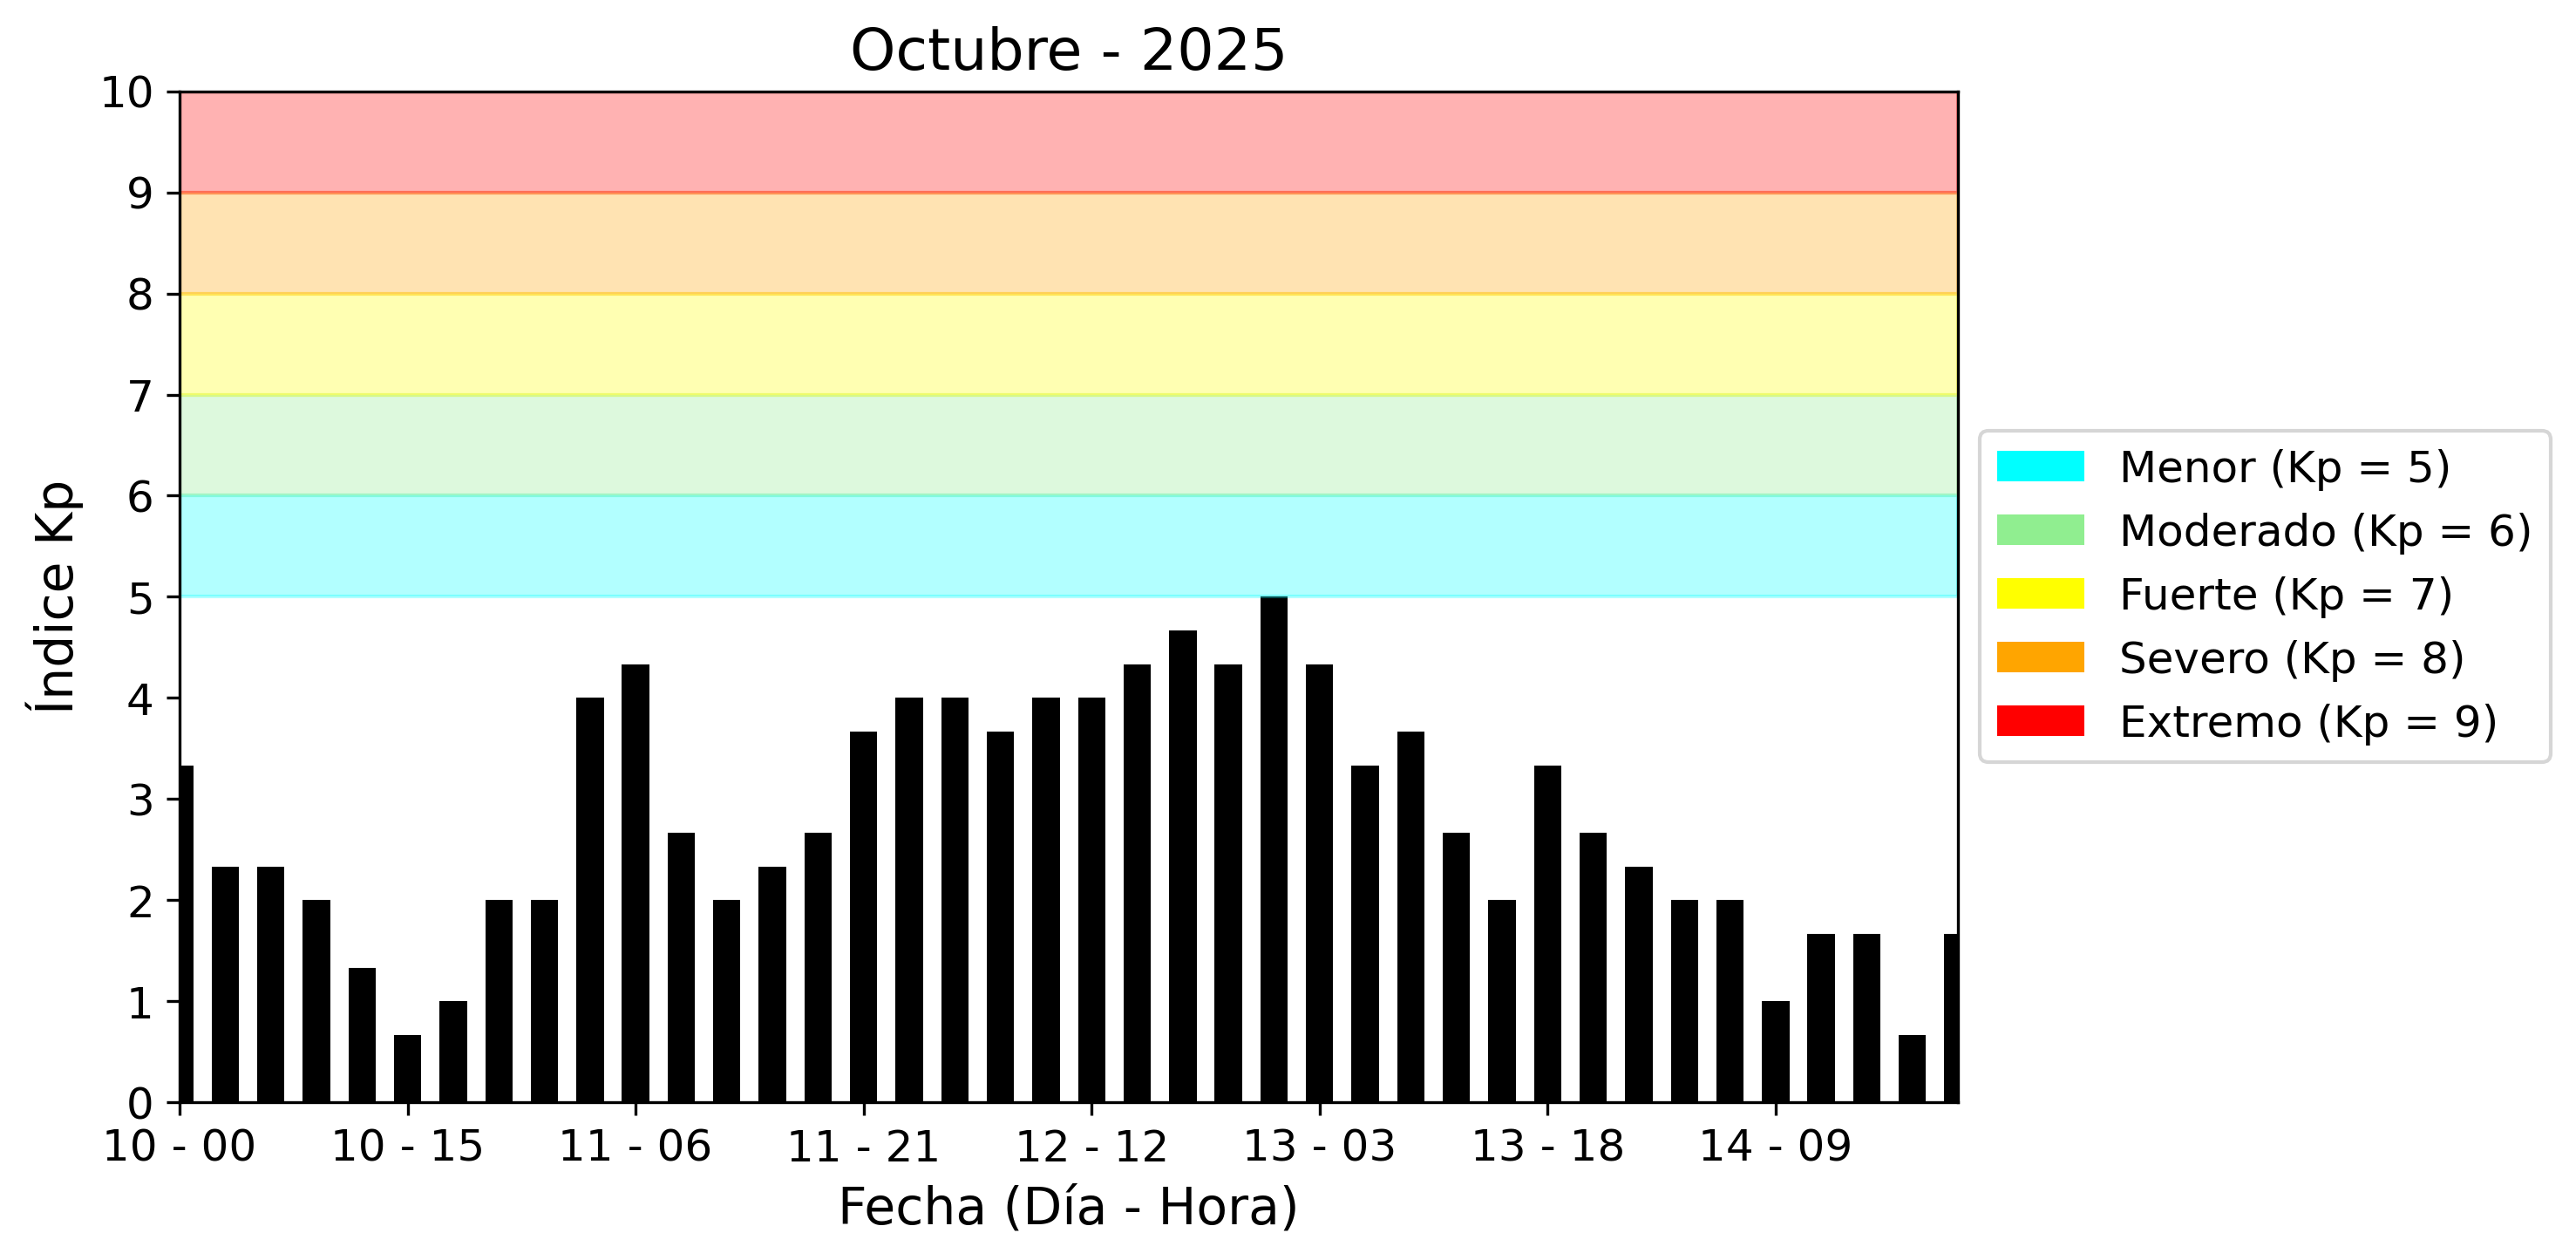 Octubre - 2025
10
9
8
7
6
5
4
3
2
1
0
Índice Kp
10 - 00
10 - 15
11 - 06
11 - 21
12 - 12
13 - 03
13 - 18
14 - 09
Fecha (Día - Hora)
Menor (Kp = 5)
Moderado (Kp = 6)
Fuerte (Kp = 7)
Severo (Kp = 8)
Extremo (Kp = 9)